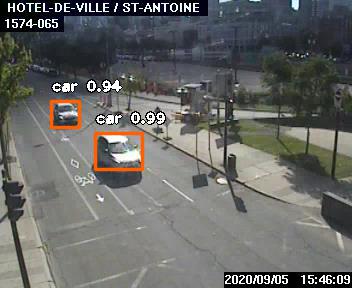 HOTEL-DE-VILLE / ST-ANTOINE
1574-065
car 0.94
car 0.99
2020/09/05 15:46:09